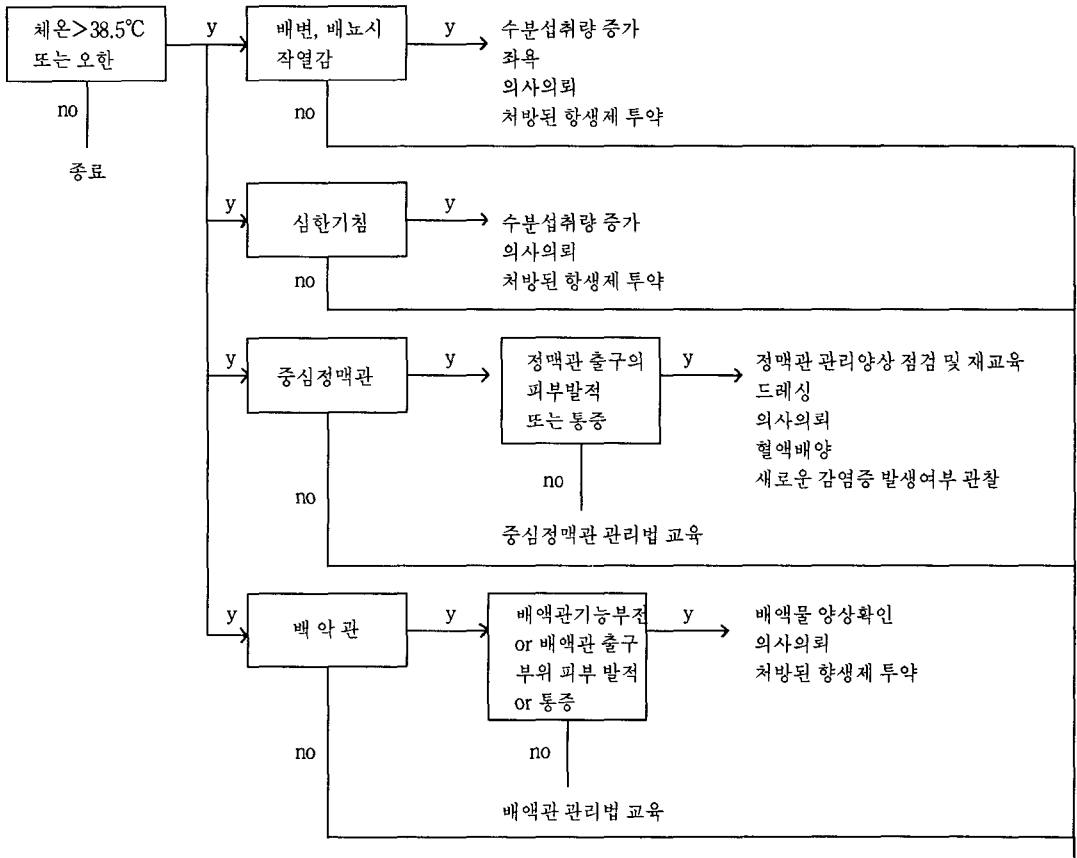 체온>38.5℃
또는 오한
y
no
종료
배변, 배뇨시
작열감
y
no
수분섭취량 증가
좌욕
의사의뢰
처방된 항생제 투약
y
심한기침
y
no
수분섭취량 증가
의사의뢰
처방된 항생제 투약
y
중심정맥관
y
no
정맥관 출구의
피부발적
또는 통증
y
no
정맥관 관리양상 점검 및 재교육
드레싱
의사의뢰
혈액배양
새로운 감염증 발생여부 관찰
중심정맥관 관리법 교육
y
백악관
y
no
배액관기능부전
or 배액관 출구
부위 피부 발적
or 통증
y
no
배액물 양상확인
의사의뢰
처방된 향생제 투약
배액관 관리법 교육